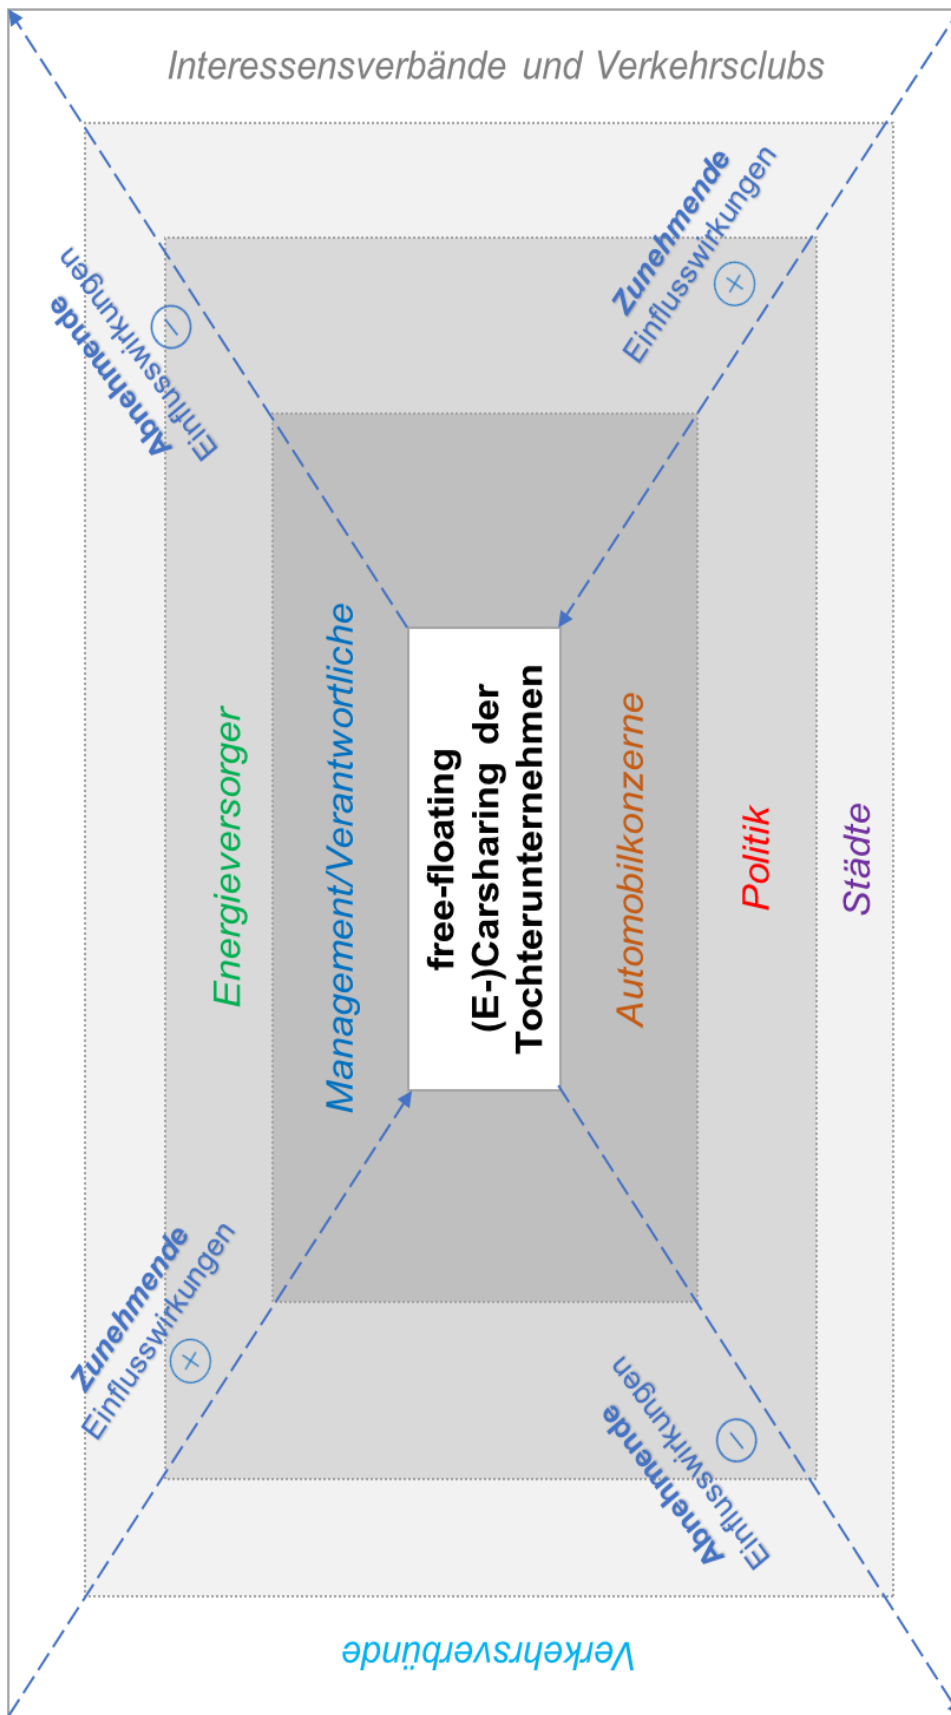 Interessensverbände und Verkehrsclubs
Abnehmende
Einflusswirkungen
Zunehmende
Einflusswirkungen
Energieversorger
Management/Verantwortliche
free-floating
(E-)Carsharing der
Tochterunternehmen
Automobilkonzerne
Politik
Städte
Zunehmende
Einflusswirkungen
Abnehmende
Einflusswirkungen
Verkehrsverbünde